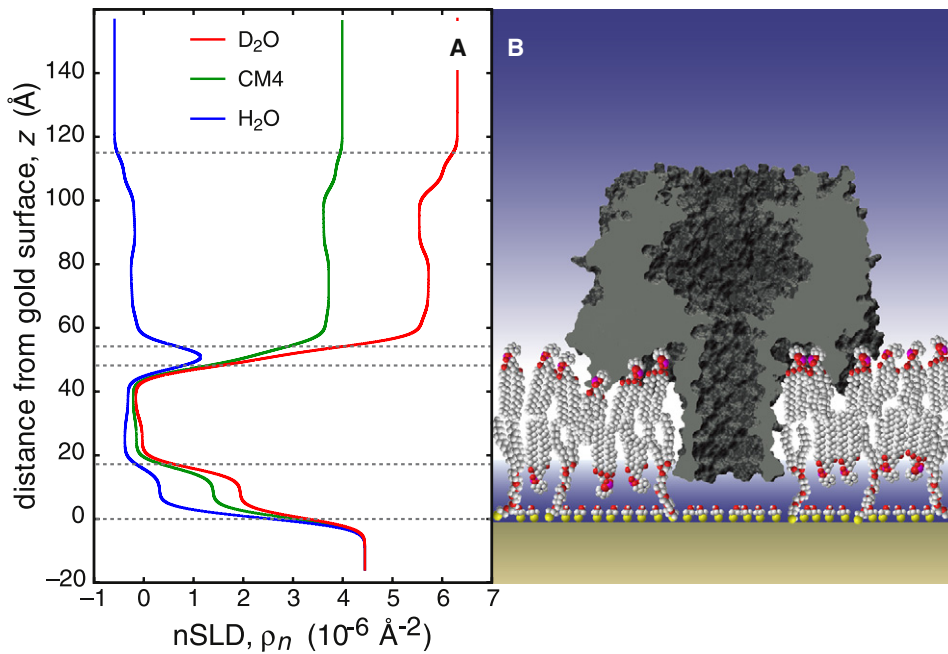 A
B
D₂O
CM4
H₂O
distance from gold surface, z (Å)
140
120
100
80
60
40
20
0
−20
−1 0 1 2 3 4 5 6 7
nSLD, ρₙ (10⁻⁶ Å⁻²)